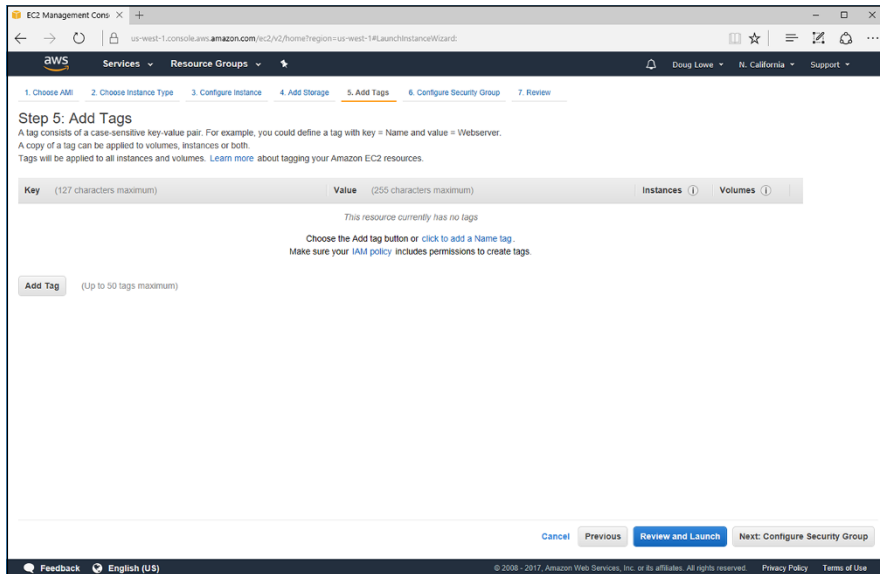 EC2 Management Cons
us-west-1.console.aws.amazon.com/ec2/v2/home?region=us-west-1#LaunchInstanceWizard:
aws Services Resource Groups Doug Lowe N. California Support
1. Choose AMI 2. Choose Instance Type 3. Configure Instance 4. Add Storage 5. Add Tags 6. Configure Security Group 7. Review
Step 5: Add Tags
A tag consists of a case-sensitive key-value pair. For example, you could define a tag with key = Name and value = Webserver.
A copy of a tag can be applied to volumes, instances or both.
Tags will be applied to all instances and volumes. Learn more about tagging your Amazon EC2 resources.
Key (127 characters maximum) Value (255 characters maximum) Instances i Volumes i
This resource currently has no tags
Choose the Add tag button or click to add a Name tag.
Make sure your IAM policy includes permissions to create tags.
Add Tag (Up to 50 tags maximum)
Cancel Previous Review and Launch Next: Configure Security Group
Feedback English (US) © 2008 - 2017, Amazon Web Services, Inc. or its affiliates. All rights reserved. Privacy Policy Terms of Use